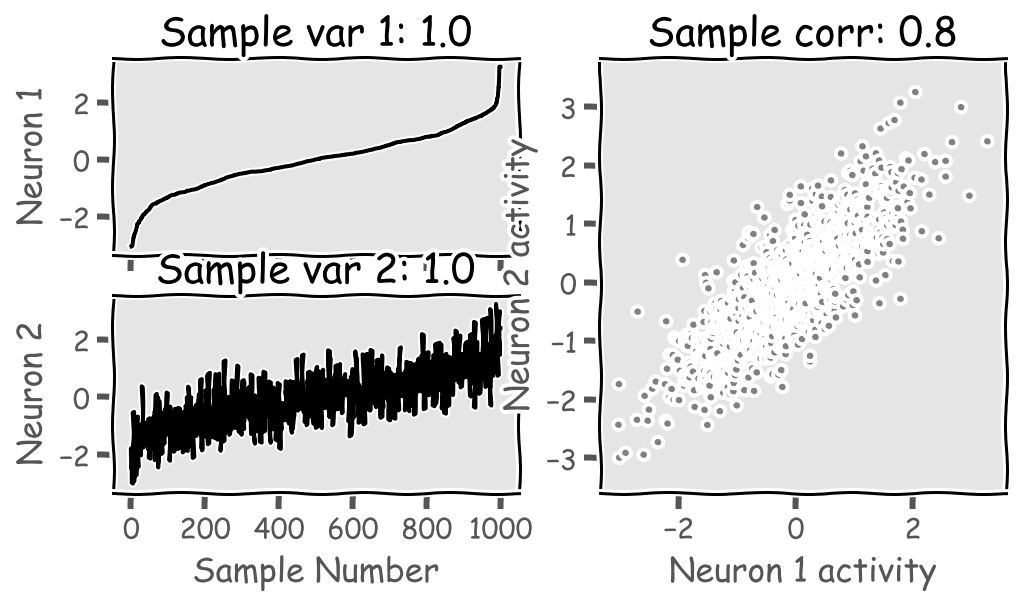 Sample var 1: 1.0
Neuron 1
2
0
−2
Sample var 2: 1.0
Neuron 2
2
0
−2
0 200 400 600 800 1000
Sample Number
Sample corr: 0.8
Neuron 2 activity
3
2
1
0
−1
−2
−3
−2 0 2
Neuron 1 activity